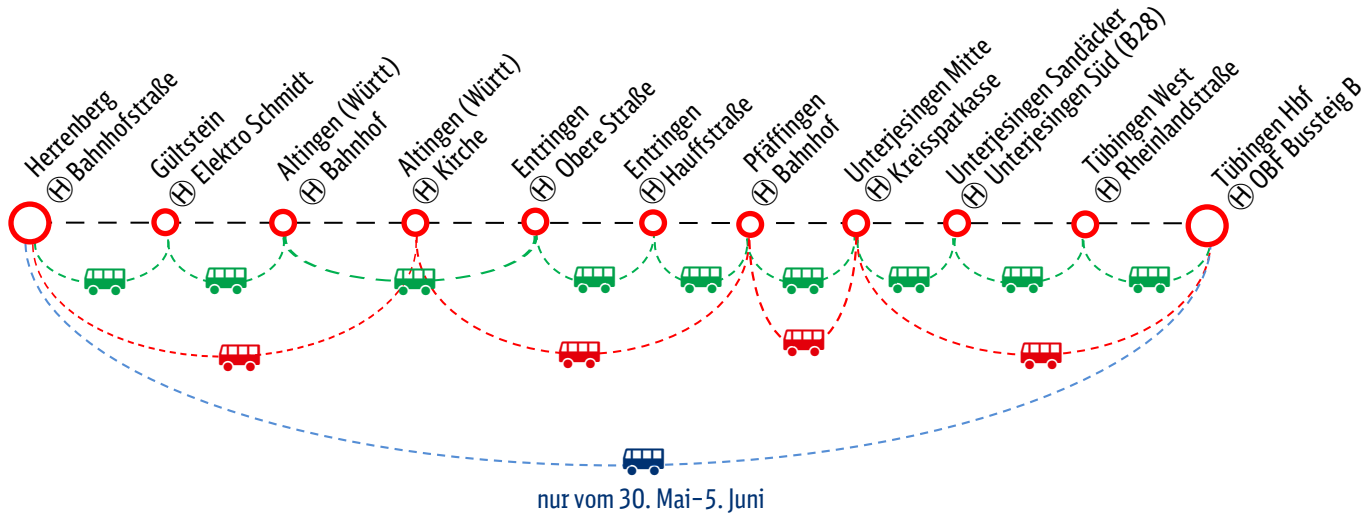 Herrenberg
Ⓗ Bahnhofstraße
Gültstein
Ⓗ Elektro Schmidt
Altingen (Württ)
Ⓗ Bahnhof
Altingen (Württ)
Ⓗ Kirche
Entringen
Ⓗ Obere Straße
Entringen
Ⓗ Hauffstraße
Pfäffingen
Ⓗ Bahnhof
Unterjesingen Mitte
Ⓗ Kreissparkasse
Unterjesingen Sandäcker
Ⓗ Unterjesingen Süd (B28)
Tübingen West
Ⓗ Rheinlandstraße
Tübingen Hbf
Ⓗ OBF Bussteig B
nur vom 30. Mai–5. Juni